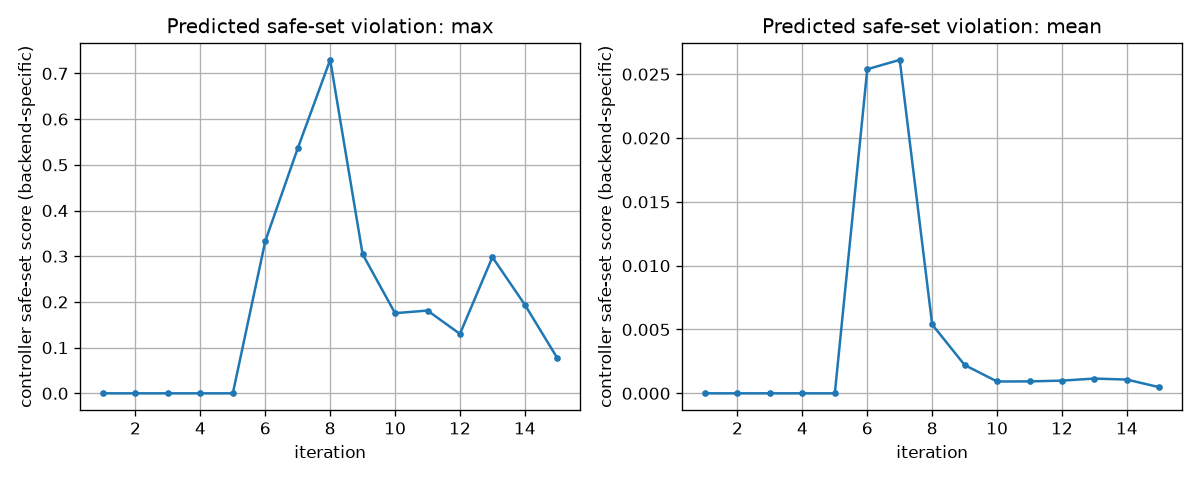 Predicted safe-set violation: max
controller safe-set score (backend-specific)
0.7
0.6
0.5
0.4
0.3
0.2
0.1
0.0
2 4 6 8 10 12 14
iteration
Predicted safe-set violation: mean
controller safe-set score (backend-specific)
0.025
0.020
0.015
0.010
0.005
0.000
2 4 6 8 10 12 14
iteration